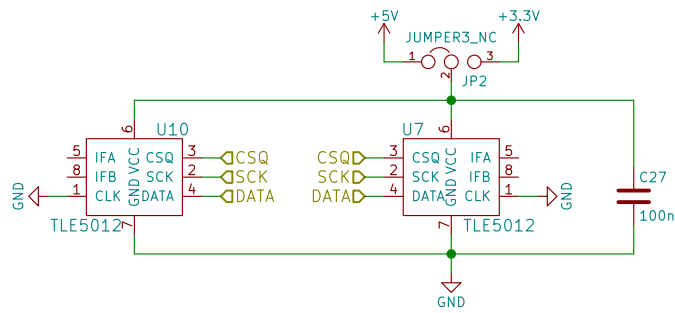 +5V +3.3V
JUMPER3_NC
1 3
2
JP2
U10 U7
6 6
5 IFA CSQ 3 CSQ CSQ 3 CSQ IFA 5
VCC VCC
8 IFB SCK 2 SCK SCK 2 SCK IFB 8
C27
GND 1 CLK DATA 4 DATA DATA 4 DATA CLK 1 GND
GND GND
100n
7 7
TLE5012 TLE5012
GND